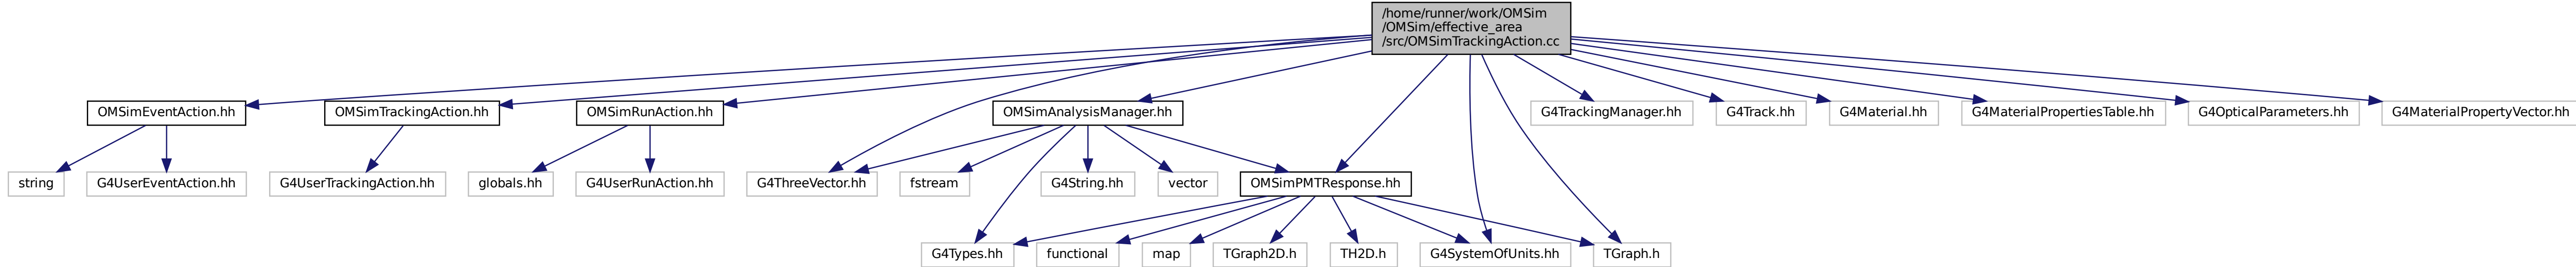 /home/runner/work/OMSim
/OMSim/effective_area
/src/OMSimTrackingAction.cc
OMSimEventAction.hh
OMSimTrackingAction.hh
OMSimRunAction.hh
OMSimAnalysisManager.hh
G4TrackingManager.hh
G4Track.hh
G4Material.hh
G4MaterialPropertiesTable.hh
G4OpticalParameters.hh
G4MaterialPropertyVector.hh
string
G4UserEventAction.hh
G4UserTrackingAction.hh
globals.hh
G4UserRunAction.hh
G4ThreeVector.hh
fstream
G4String.hh
vector
OMSimPMTResponse.hh
G4Types.hh
functional
map
TGraph2D.h
TH2D.h
G4SystemOfUnits.hh
TGraph.h